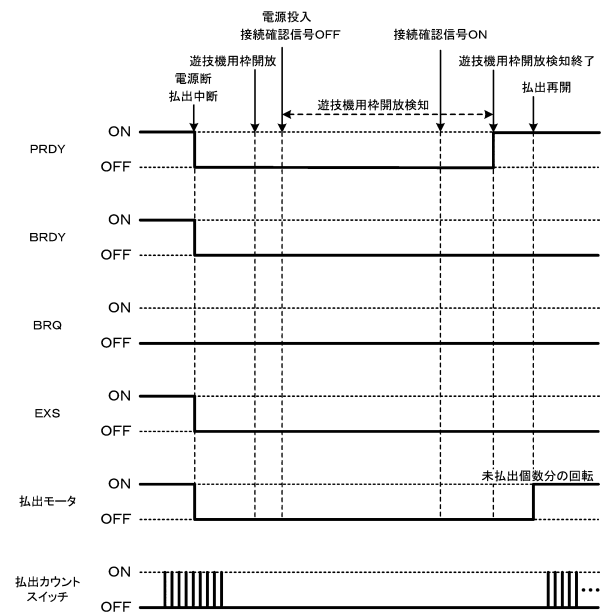 電源投入
接続確認信号OFF
接続確認信号ON
遊技機用枠開放
遊技機用枠開放検知終了
電源断
払出中断
払出再開
遊技機用枠開放検知
PRDY
ON
OFF
BRDY
ON
OFF
BRQ
ON
OFF
EXS
ON
OFF
未払出個数分の回転
払出モータ
ON
OFF
払出カウント
スイッチ
ON
OFF